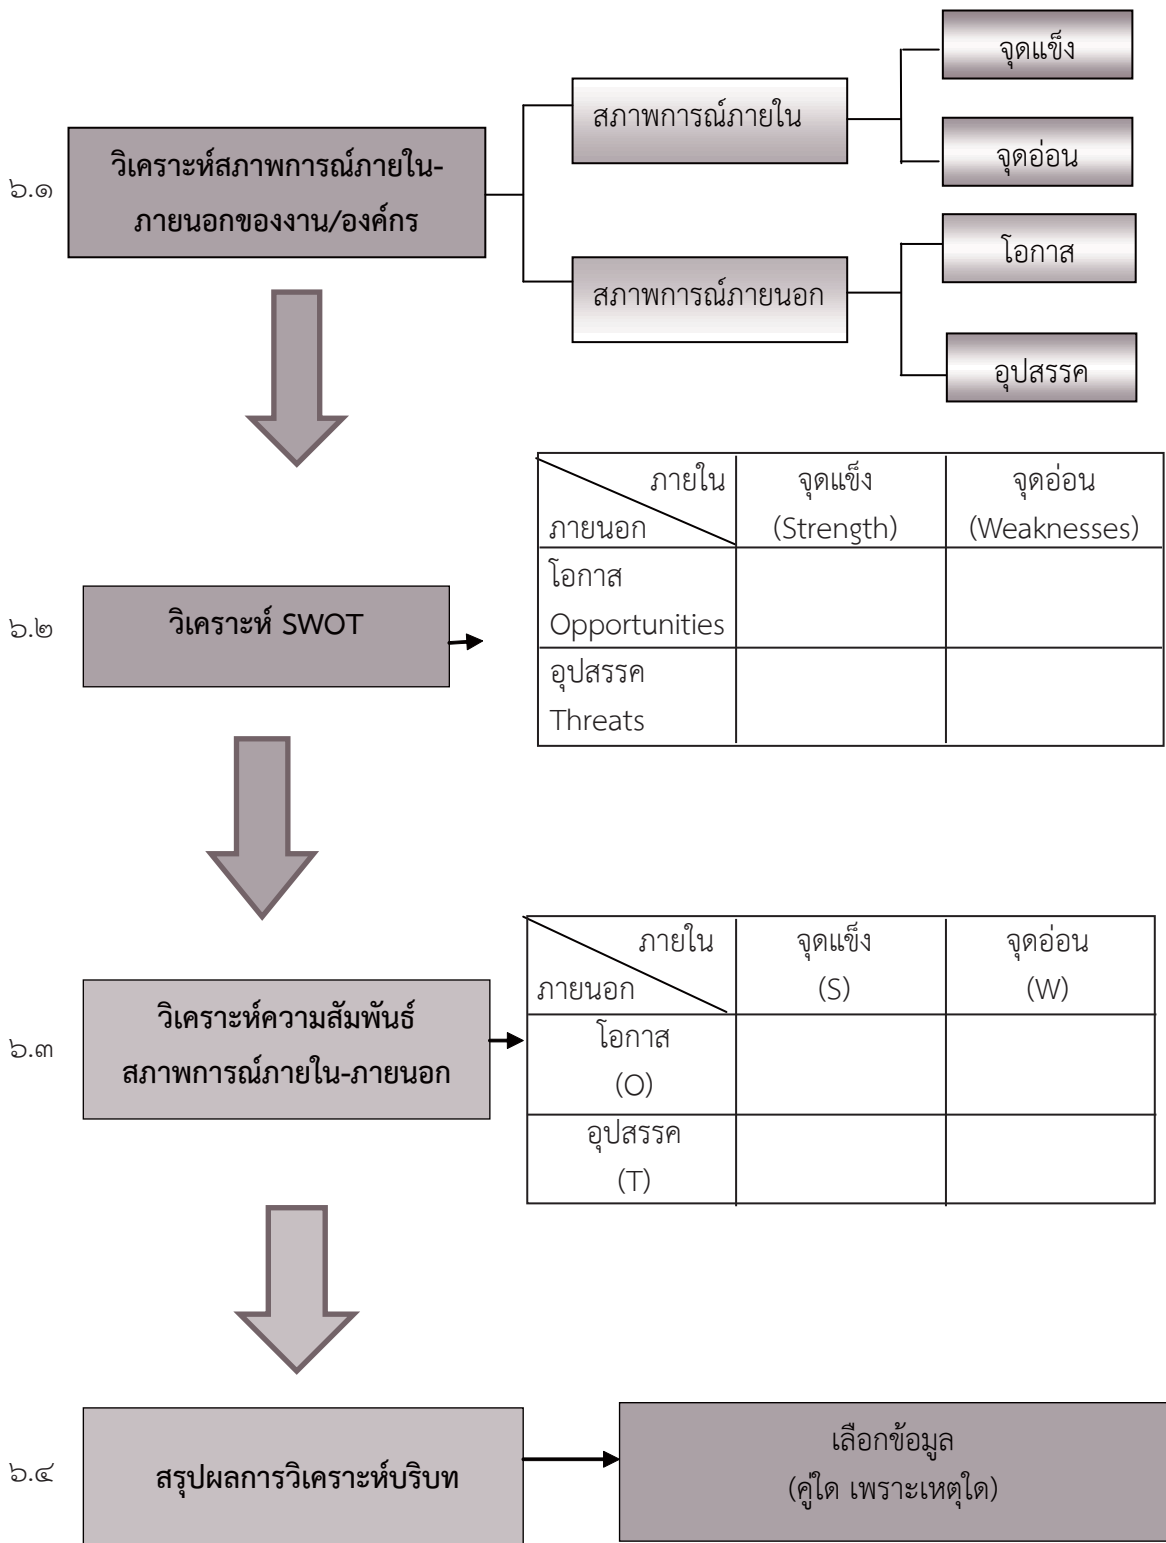 จุดแข็ง
สภาพการณ์ภายใน
จุดอ่อน
๖.๑
วิเคราะห์สภาพการณ์ภายใน-
ภายนอกของงาน/องค์กร
โอกาส
สภาพการณ์ภายนอก
อุปสรรค
ภายใน
ภายนอก
จุดแข็ง
(Strength)
จุดอ่อน
(Weaknesses)
๖.๒
วิเคราะห์ SWOT
โอกาส
Opportunities
อุปสรรค
Threats
ภายใน
ภายนอก
จุดแข็ง
(S)
จุดอ่อน
(W)
๖.๓
วิเคราะห์ความสัมพันธ์
สภาพการณ์ภายใน-ภายนอก
โอกาส
(O)
อุปสรรค
(T)
๖.๔
สรุปผลการวิเคราะห์บริบท
เลือกข้อมูล
(คู่ใด เพราะเหตุใด)